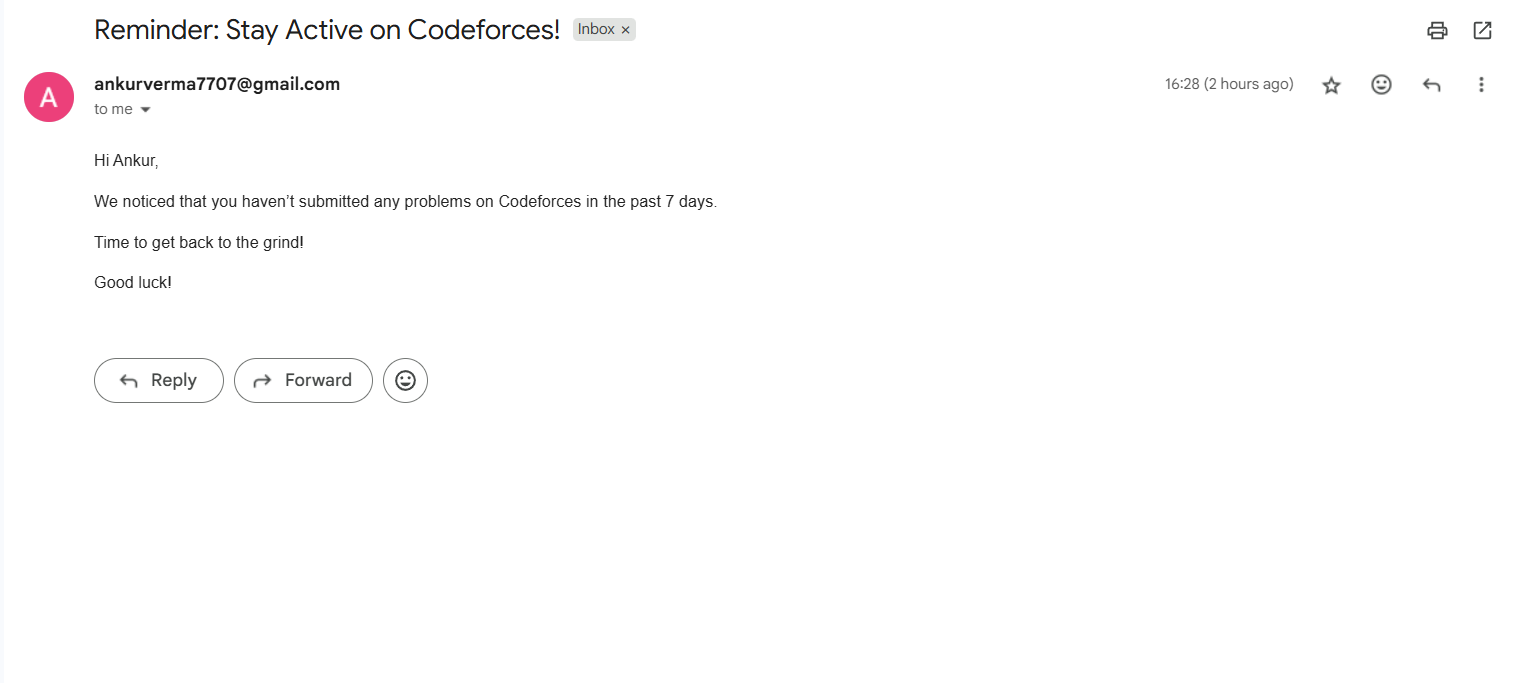 Reminder: Stay Active on Codeforces! Inbox ×
A
ankurverma7707@gmail.com 16:28 (2 hours ago)
to me
Hi Ankur,
We noticed that you haven’t submitted any problems on Codeforces in the past 7 days.
Time to get back to the grind!
Good luck!
Reply Forward